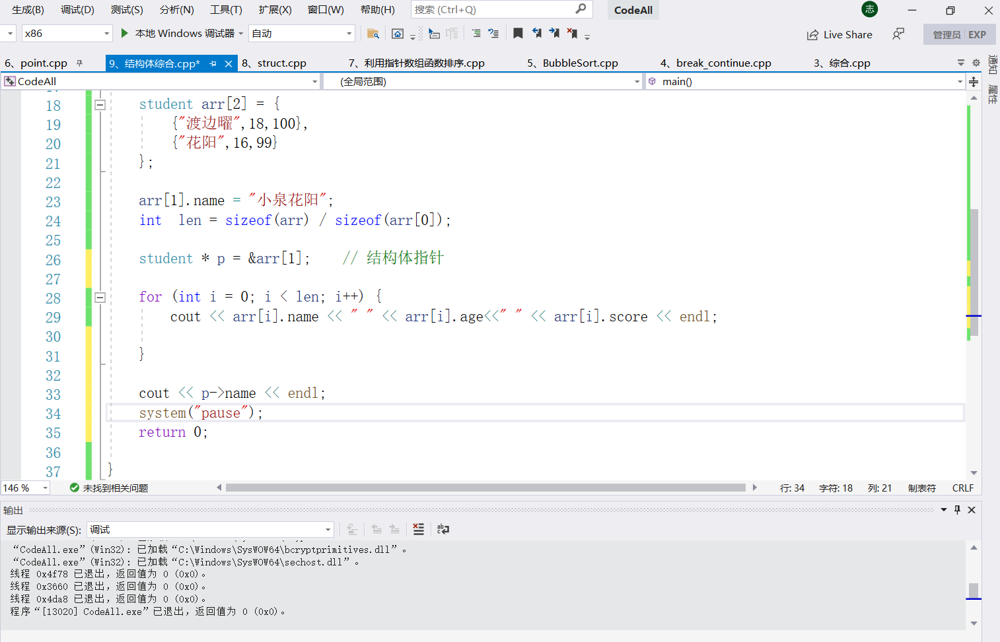 生成(B) 调试(D) 测试(S) 分析(N) 工具(T) 扩展(X) 窗口(W) 帮助(H) 搜索 (Ctrl+Q) CodeAll 志
x86 本地 Windows 调试器 自动 Live Share 管理员 EXP
6、point.cpp 9、结构体综合.cpp* 8、struct.cpp 7、利用指针数组函数排序.cpp 5、BubbleSort.cpp 4、break_continue.cpp 3、综合.cpp
通知
属性
CodeAll (全局范围) main()
18 student arr[2] = {
19 {"渡边曜",18,100},
20 {"花阳",16,99}
21 };
22
23 arr[1].name = "小泉花阳";
24 int  len = sizeof(arr) / sizeof(arr[0]);
25
26 student * p = &arr[1];    // 结构体指针
27
28 for (int i = 0; i < len; i++) {
29 cout << arr[i].name << " " << arr[i].age<<" " << arr[i].score << endl;
30
31 }
32
33 cout << p->name << endl;
34 system("pause");
35 return 0;
36
37 }
146 % 未找到相关问题 行: 34 字符: 18 列: 21 制表符 CRLF
输出
显示输出来源(S): 调试
“CodeAll.exe”(Win32): 已加载“C:\Windows\SysWOW64\bcryptprimitives.dll”。
“CodeAll.exe”(Win32): 已加载“C:\Windows\SysWOW64\sechost.dll”。
线程 0x4f78 已退出，返回值为 0 (0x0)。
线程 0x3660 已退出，返回值为 0 (0x0)。
线程 0x4da8 已退出，返回值为 0 (0x0)。
程序“[13020] CodeAll.exe”已退出，返回值为 0 (0x0)。